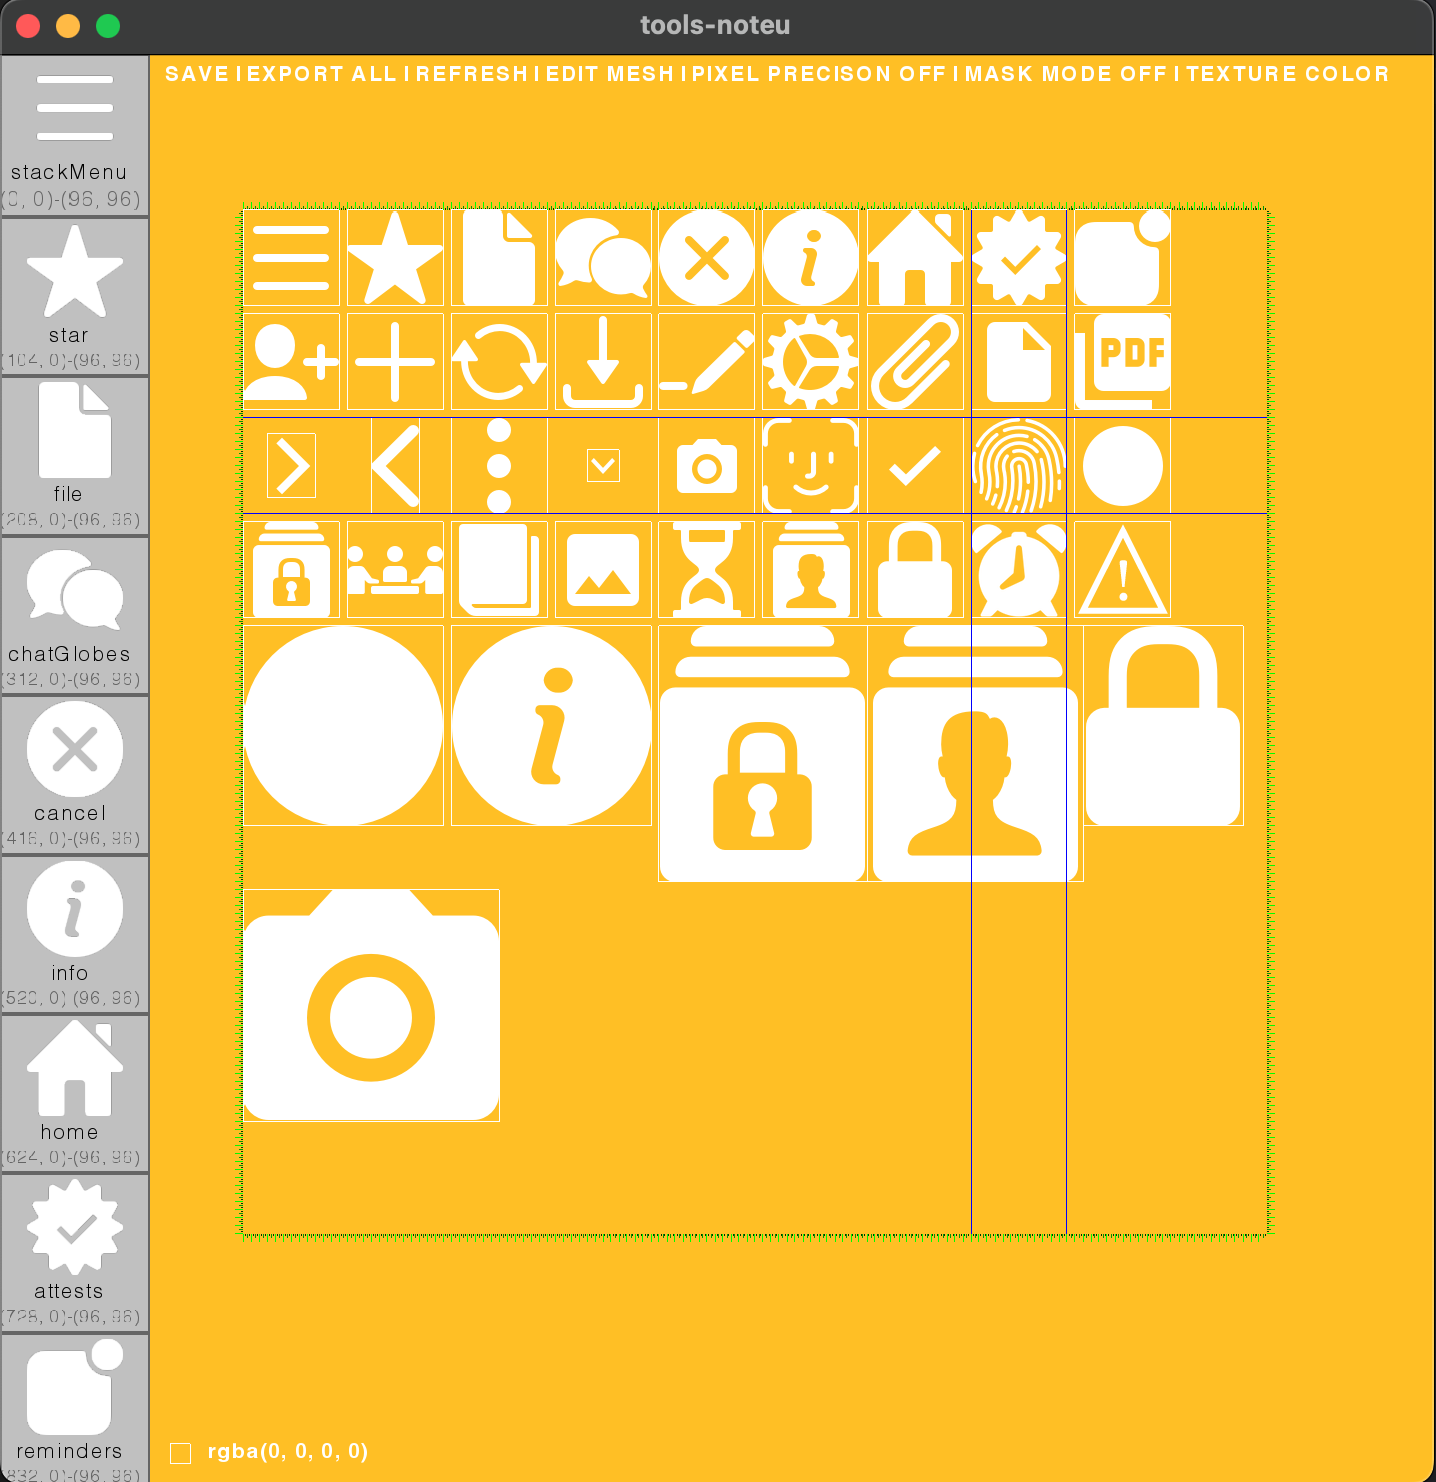 tools-noteu
SAVE | EXPORT ALL | REFRESH | EDIT MESH | PIXEL PRECISON OFF | MASK MODE OFF | TEXTURE COLOR
stackMenu
(0, 0)-(96, 96)
star
(104, 0)-(96, 96)
file
(208, 0)-(96, 96)
chatGlobes
(312, 0)-(96, 96)
cancel
(416, 0)-(96, 96)
info
(520, 0)-(96, 96)
home
(624, 0)-(96, 96)
attests
(728, 0)-(96, 96)
reminders
(832, 0)-(96, 96)
PDF
rgba(0, 0, 0, 0)